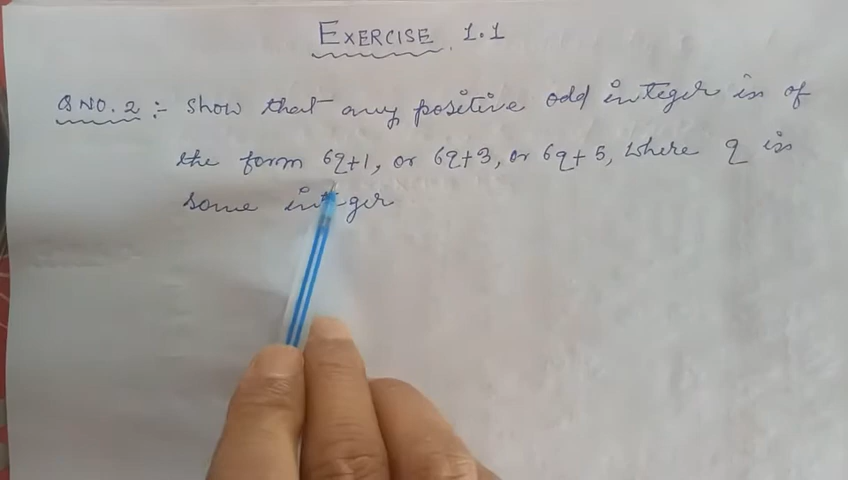 EXERCISE 1.1
Q NO. 2 :- Show that any positive odd integer is of
the form 6q+1, or 6q+3, or 6q+5, where q is
some integer